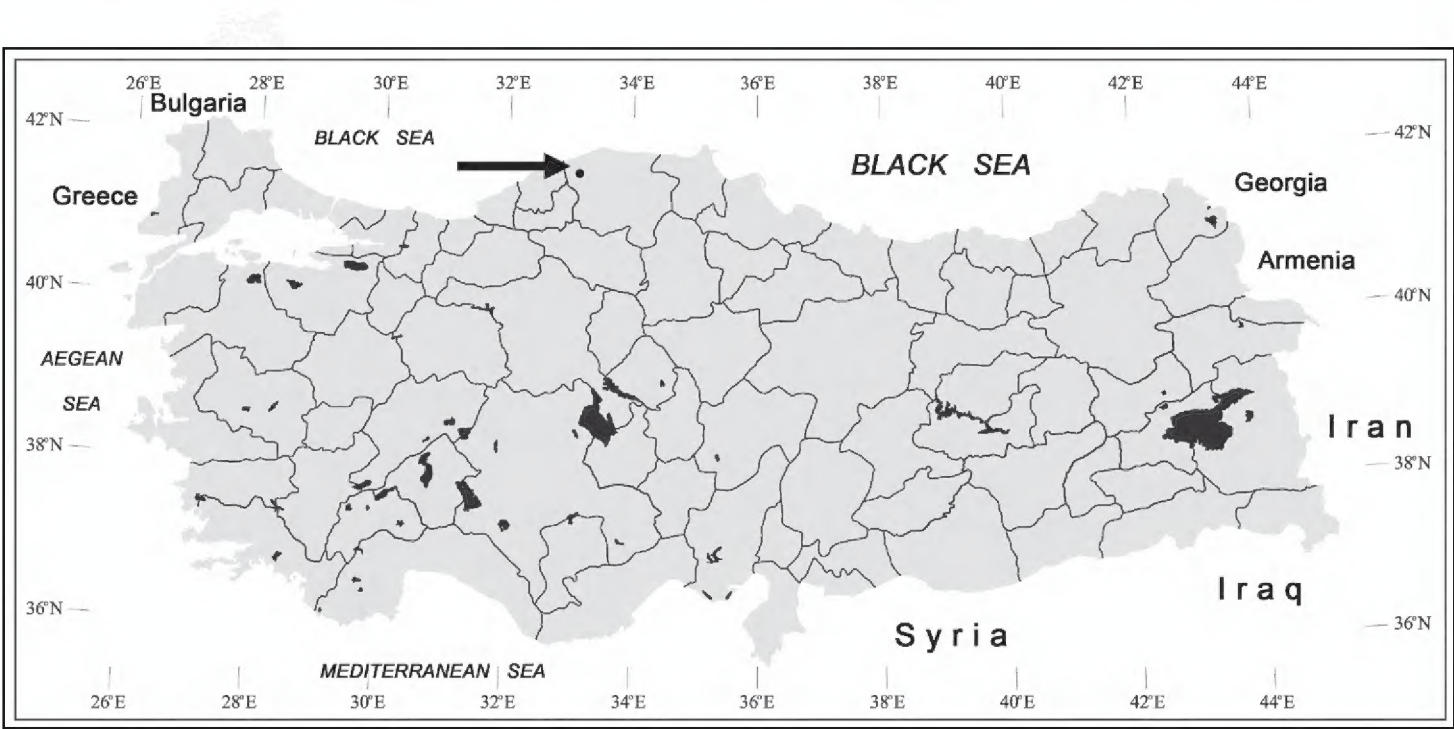 26°E 28°E 30°E 32°E 34°E 36°E 38°E 40°E 42°E 44°E
Bulgaria
42°N
BLACK SEA
42°N
BLACK SEA
Georgia
Greece
Armenia
40°N
40°N
AEGEAN
SEA
Iran
38°N
38°N
Iraq
36°N
36°N
Syria
MEDITERRANEAN SEA
26°E 28°E 30°E 32°E 34°E 36°E 38°E 40°E 42°E 44°E